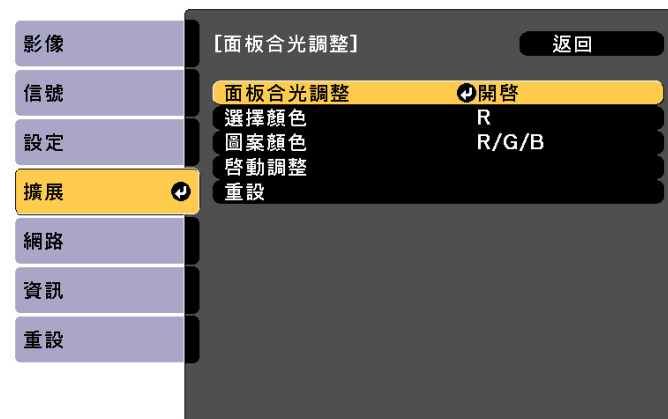 影像
信號
設定
擴展
網路
資訊
重設
[面板合光調整] 返回
面板合光調整 開啓
選擇顏色 R
圖案顏色 R/G/B
啓動調整
重設